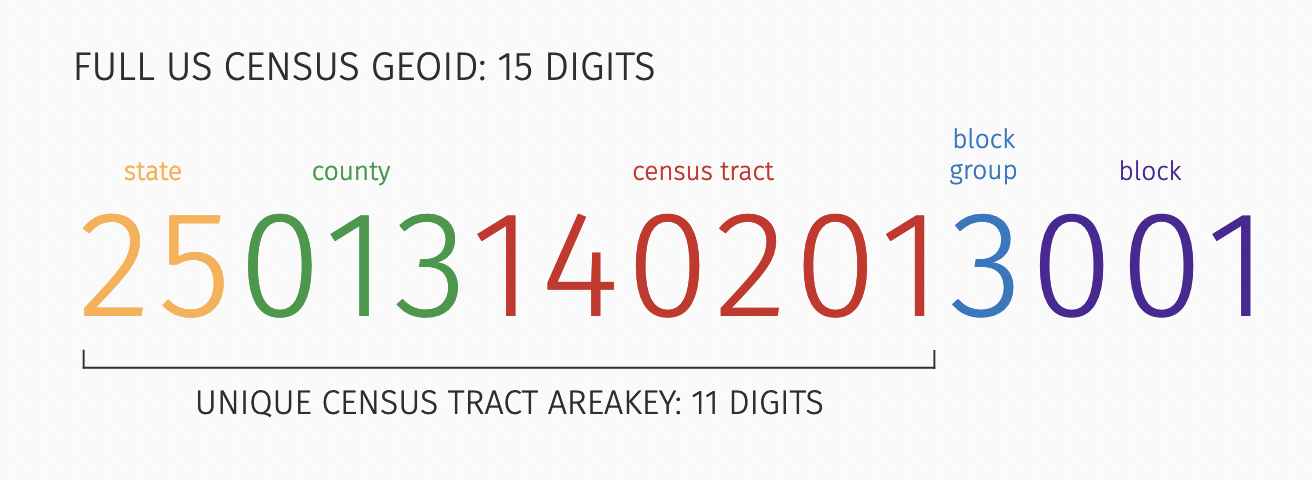 FULL US CENSUS GEOID: 15 DIGITS
state county census tract block group block
250131402013001
UNIQUE CENSUS TRACT AREAKEY: 11 DIGITS